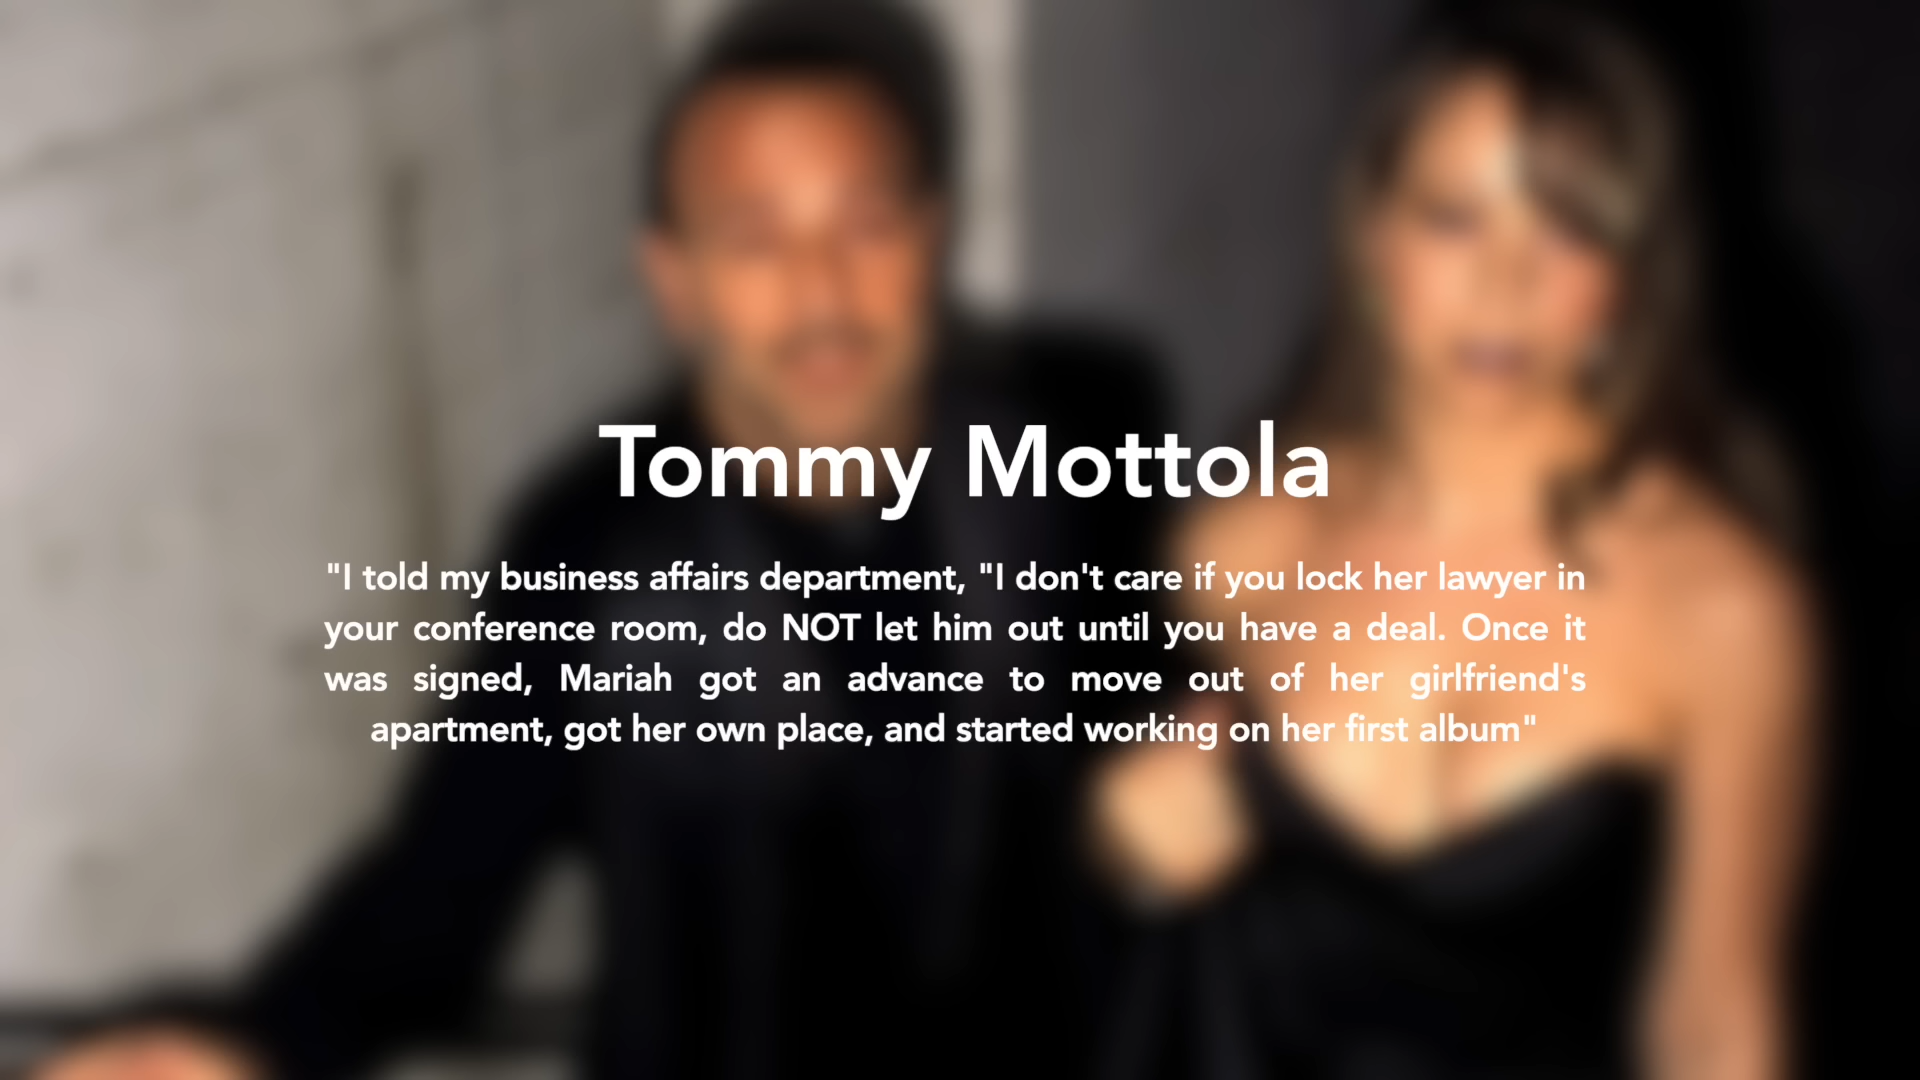 Tommy Mottola
"I told my business affairs department, "I don't care if you lock her lawyer in
your conference room, do NOT let him out until you have a deal. Once it
was signed, Mariah got an advance to move out of her girlfriend's
apartment, got her own place, and started working on her first album"